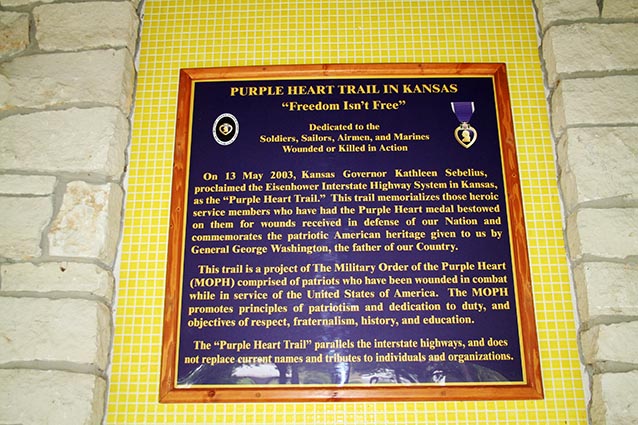 PURPLE HEART TRAIL IN KANSAS
“Freedom Isn't Free”
Dedicated to the
Soldiers, Sailors, Airmen, and Marines
Wounded or Killed in Action
On 13 May 2003, Kansas Governor Kathleen Sebelius,
proclaimed the Eisenhower Interstate Highway System in Kansas,
as the “Purple Heart Trail.” This trail memorializes those heroic
service members who have had the Purple Heart medal bestowed
on them for wounds received in defense of our Nation and
commemorates the patriotic American heritage given to us by
General George Washington, the father of our Country.
This trail is a project of The Military Order of the Purple Heart
(MOPH) comprised of patriots who have been wounded in combat
while in service of the United States of America. The MOPH
promotes principles of patriotism and dedication to duty, and
objectives of respect, fraternalism, history, and education.
The “Purple Heart Trail” parallels the interstate highways, and does
not replace current names and tributes to individuals and organizations.